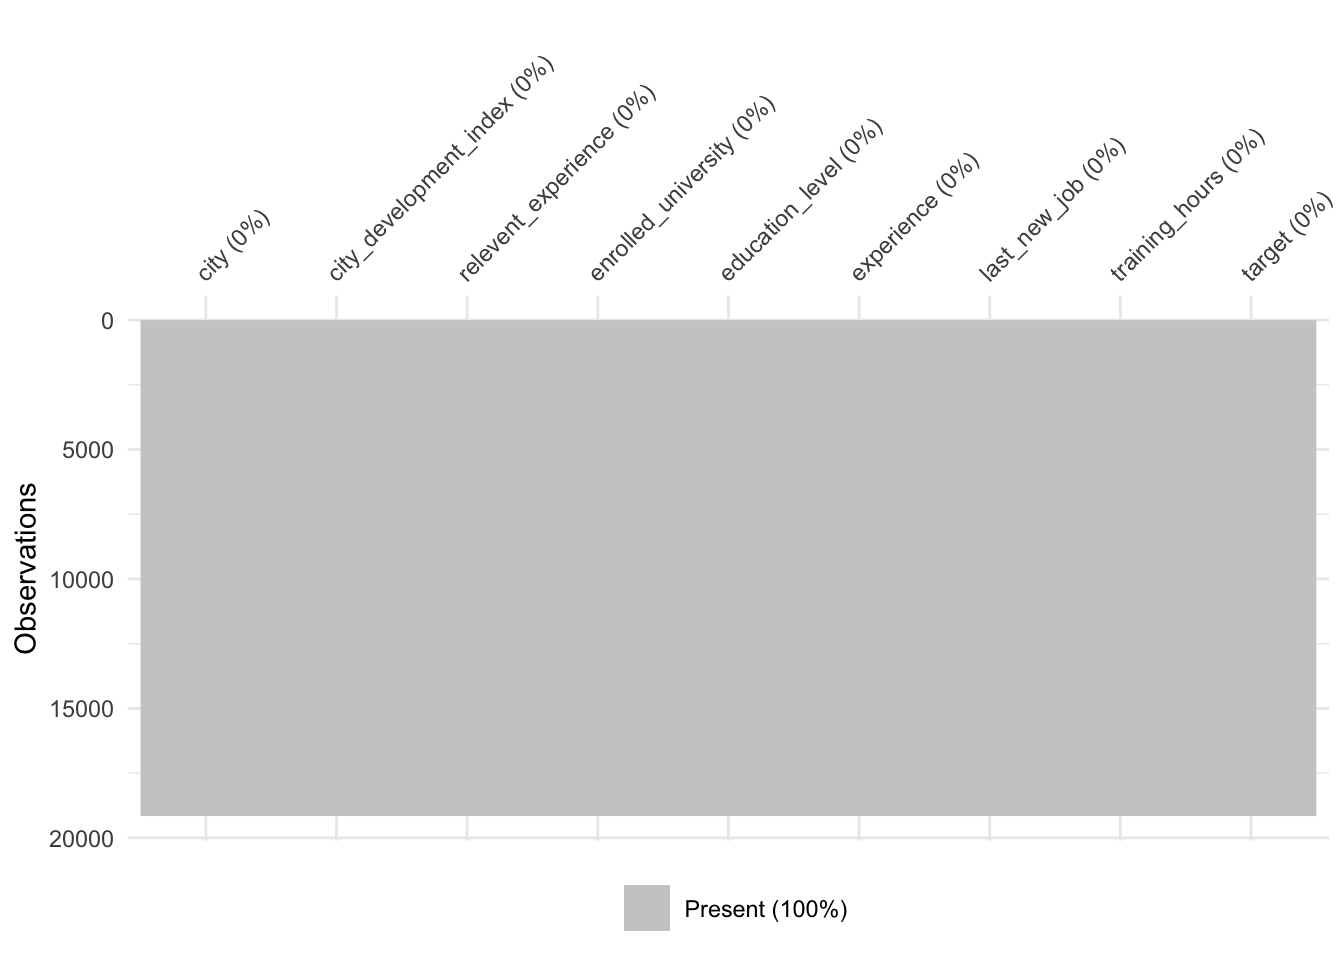 city (0%)
city_development_index (0%)
relevent_experience (0%)
enrolled_university (0%)
education_level (0%)
experience (0%)
last_new_job (0%)
training_hours (0%)
target (0%)
0
5000
10000
15000
20000
Observations
Present (100%)